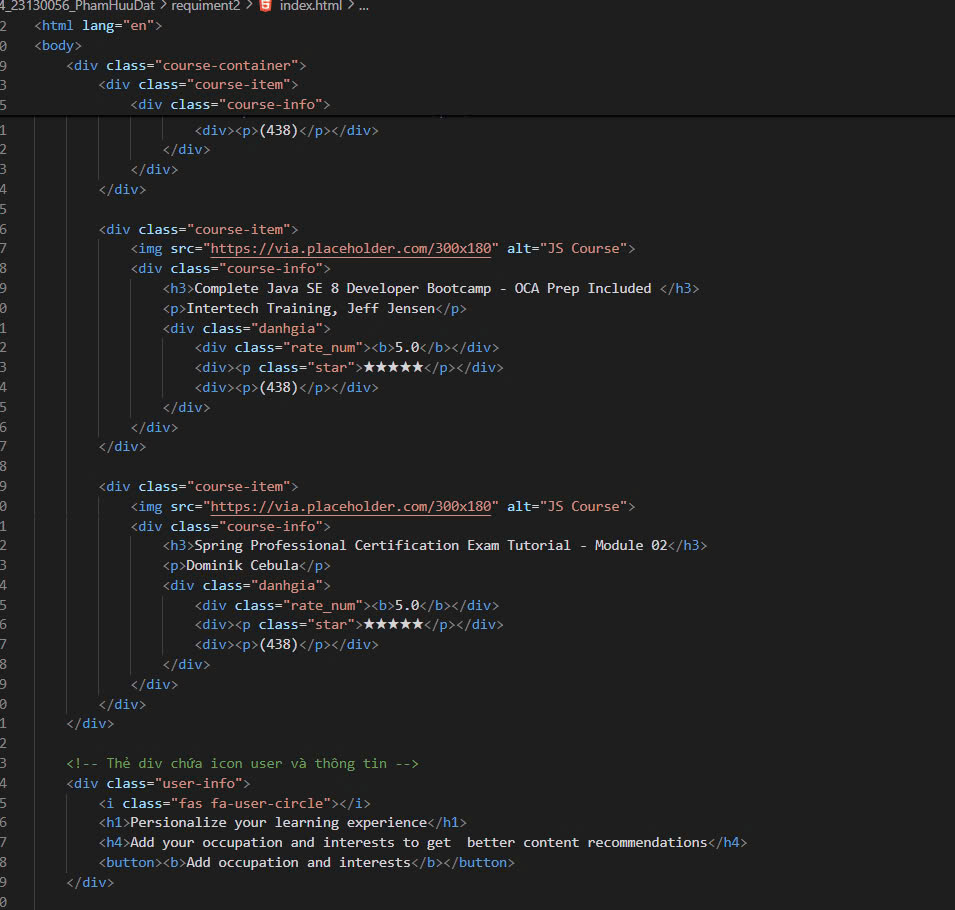 4_23130056_PhamHuuDat > requiment2 > index.html > ...
2 <html lang="en">
0 <body>
9 <div class="course-container">
3 <div class="course-item">
5 <div class="course-info">
1 <div><p>(438)</p></div>
2 </div>
3 </div>
4 </div>
5
6 <div class="course-item">
7 <img src="https://via.placeholder.com/300x180" alt="JS Course">
8 <div class="course-info">
9 <h3>Complete Java SE 8 Developer Bootcamp - OCA Prep Included </h3>
0 <p>Intertech Training, Jeff Jensen</p>
1 <div class="danhgia">
2 <div class="rate_num"><b>5.0</b></div>
3 <div><p class="star">★★★★★</p></div>
4 <div><p>(438)</p></div>
5 </div>
6 </div>
7 </div>
8
9 <div class="course-item">
0 <img src="https://via.placeholder.com/300x180" alt="JS Course">
1 <div class="course-info">
2 <h3>Spring Professional Certification Exam Tutorial - Module 02</h3>
3 <p>Dominik Cebula</p>
4 <div class="danhgia">
5 <div class="rate_num"><b>5.0</b></div>
6 <div><p class="star">★★★★★</p></div>
7 <div><p>(438)</p></div>
8 </div>
9 </div>
0 </div>
1 </div>
2
3 <!-- Thẻ div chứa icon user và thông tin -->
4 <div class="user-info">
5 <i class="fas fa-user-circle"></i>
6 <h1>Persionalize your learning experience</h1>
7 <h4>Add your occupation and interests to get  better content recommendations</h4>
8 <button><b>Add occupation and interests</b></button>
9 </div>
0